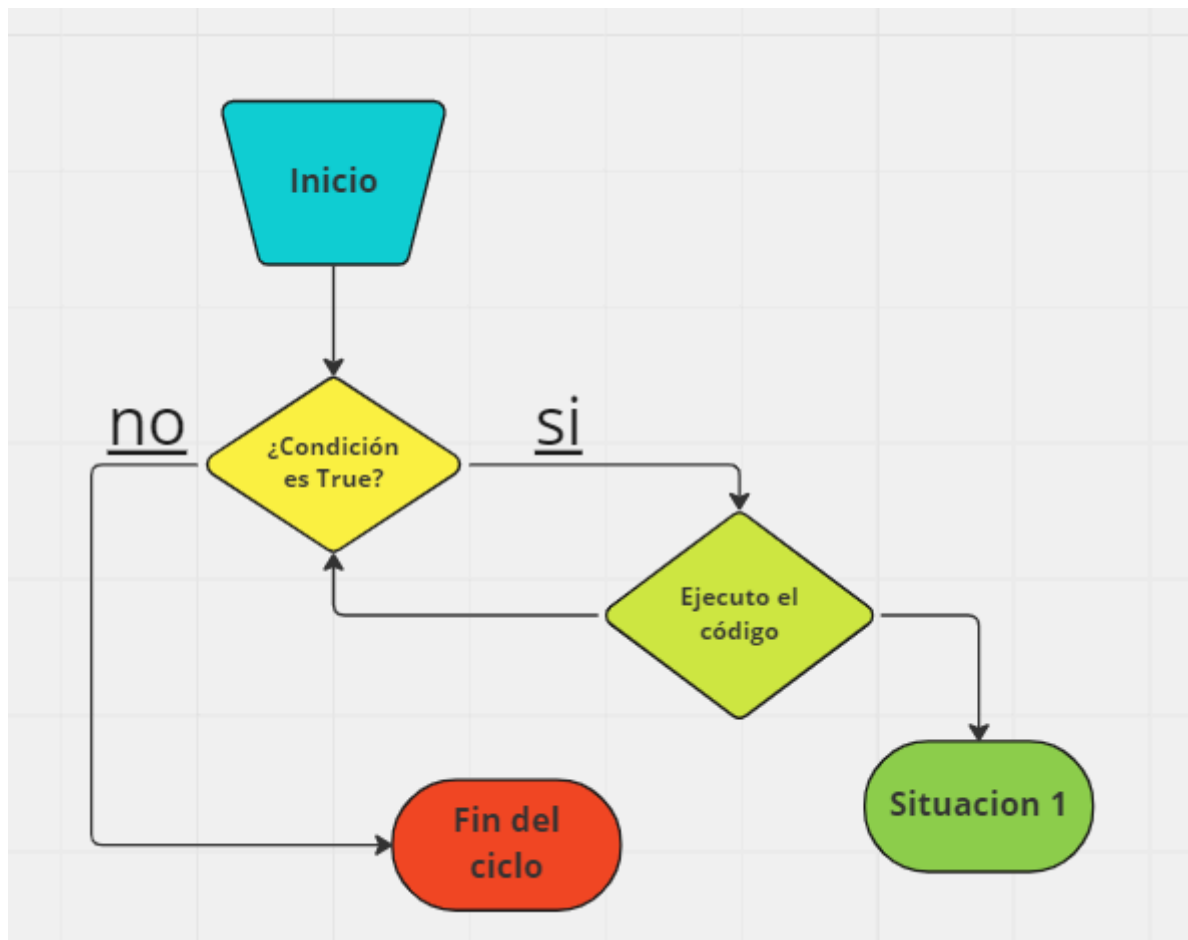 Inicio
no
si
¿Condición
es True?
Ejecuto el
código
Situacion 1
Fin del
ciclo